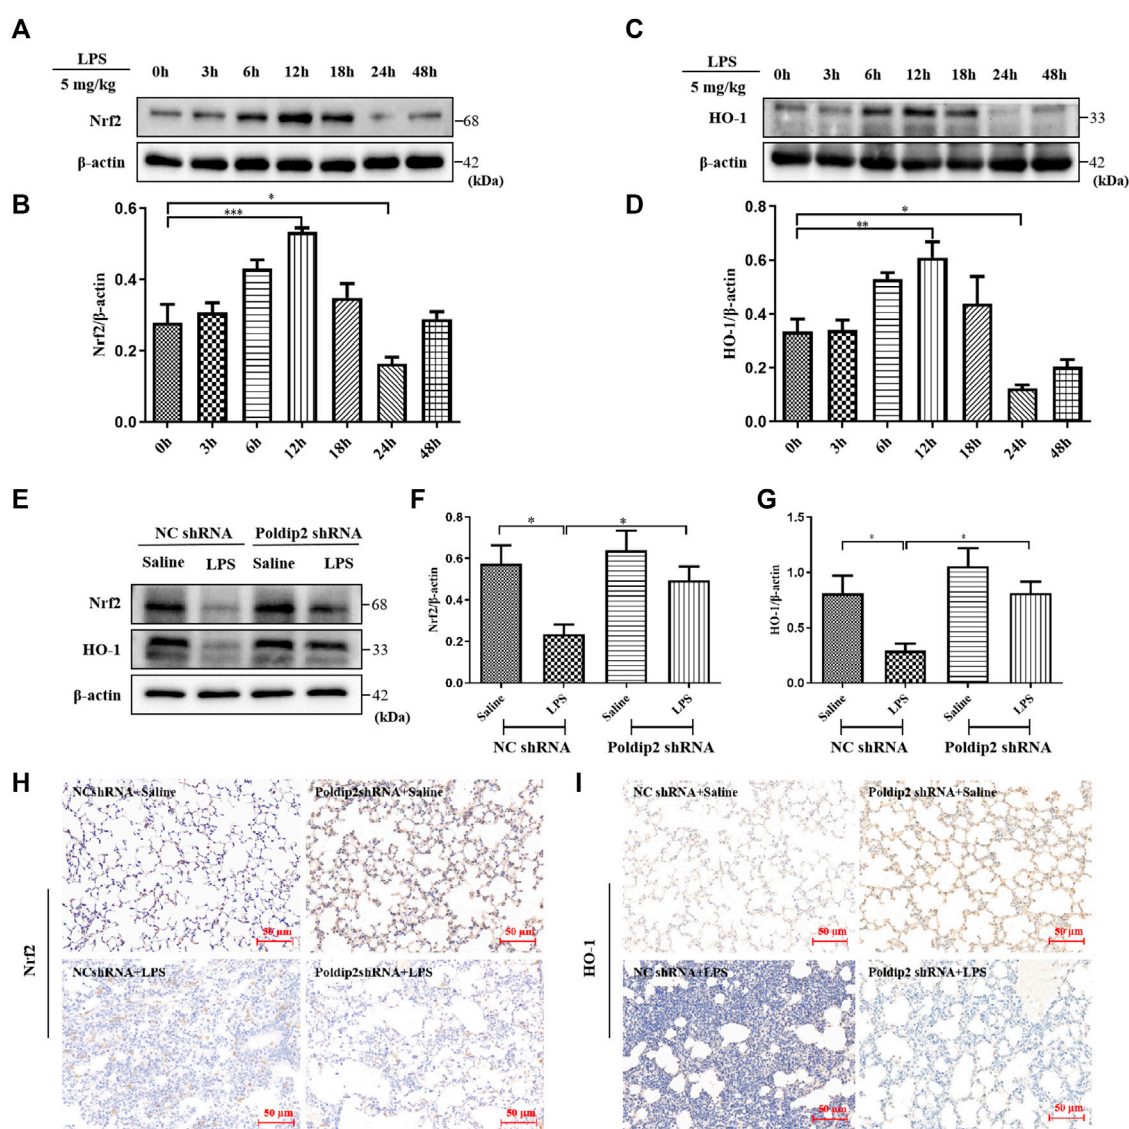 A
LPS
5 mg/kg
0h 3h 6h 12h 18h 24h 48h
Nrf2
68
β-actin
42
(kDa)
B
Nrf2/β-actin
0.6
0.4
0.2
0.0
*
***
0h 3h 6h 12h 18h 24h 48h
C
LPS
5 mg/kg
0h 3h 6h 12h 18h 24h 48h
HO-1
33
β-actin
42
(kDa)
D
HO-1/β-actin
0.8
0.6
0.4
0.2
0.0
*
**
0h 3h 6h 12h 18h 24h 48h
E
NC shRNA Poldip2 shRNA
Saline LPS Saline LPS
Nrf2
68
HO-1
33
β-actin
42
(kDa)
F
Nrf2/β-actin
0.8
0.6
0.4
0.2
0.0
* *
Saline LPS Saline LPS
NC shRNA Poldip2 shRNA
G
HO-1/β-actin
1.5
1.0
0.5
0.0
* *
Saline LPS Saline LPS
NC shRNA Poldip2 shRNA
H
Nrf2
NCshRNA+Saline
50 μm
Poldip2shRNA+Saline
50 μm
NCshRNA+LPS
50 μm
Poldip2shRNA+LPS
50 μm
I
HO-1
NC shRNA+Saline
50 μm
Poldip2 shRNA+Saline
50 μm
NC shRNA+LPS
50 μm
Poldip2 shRNA+LPS
50 μm